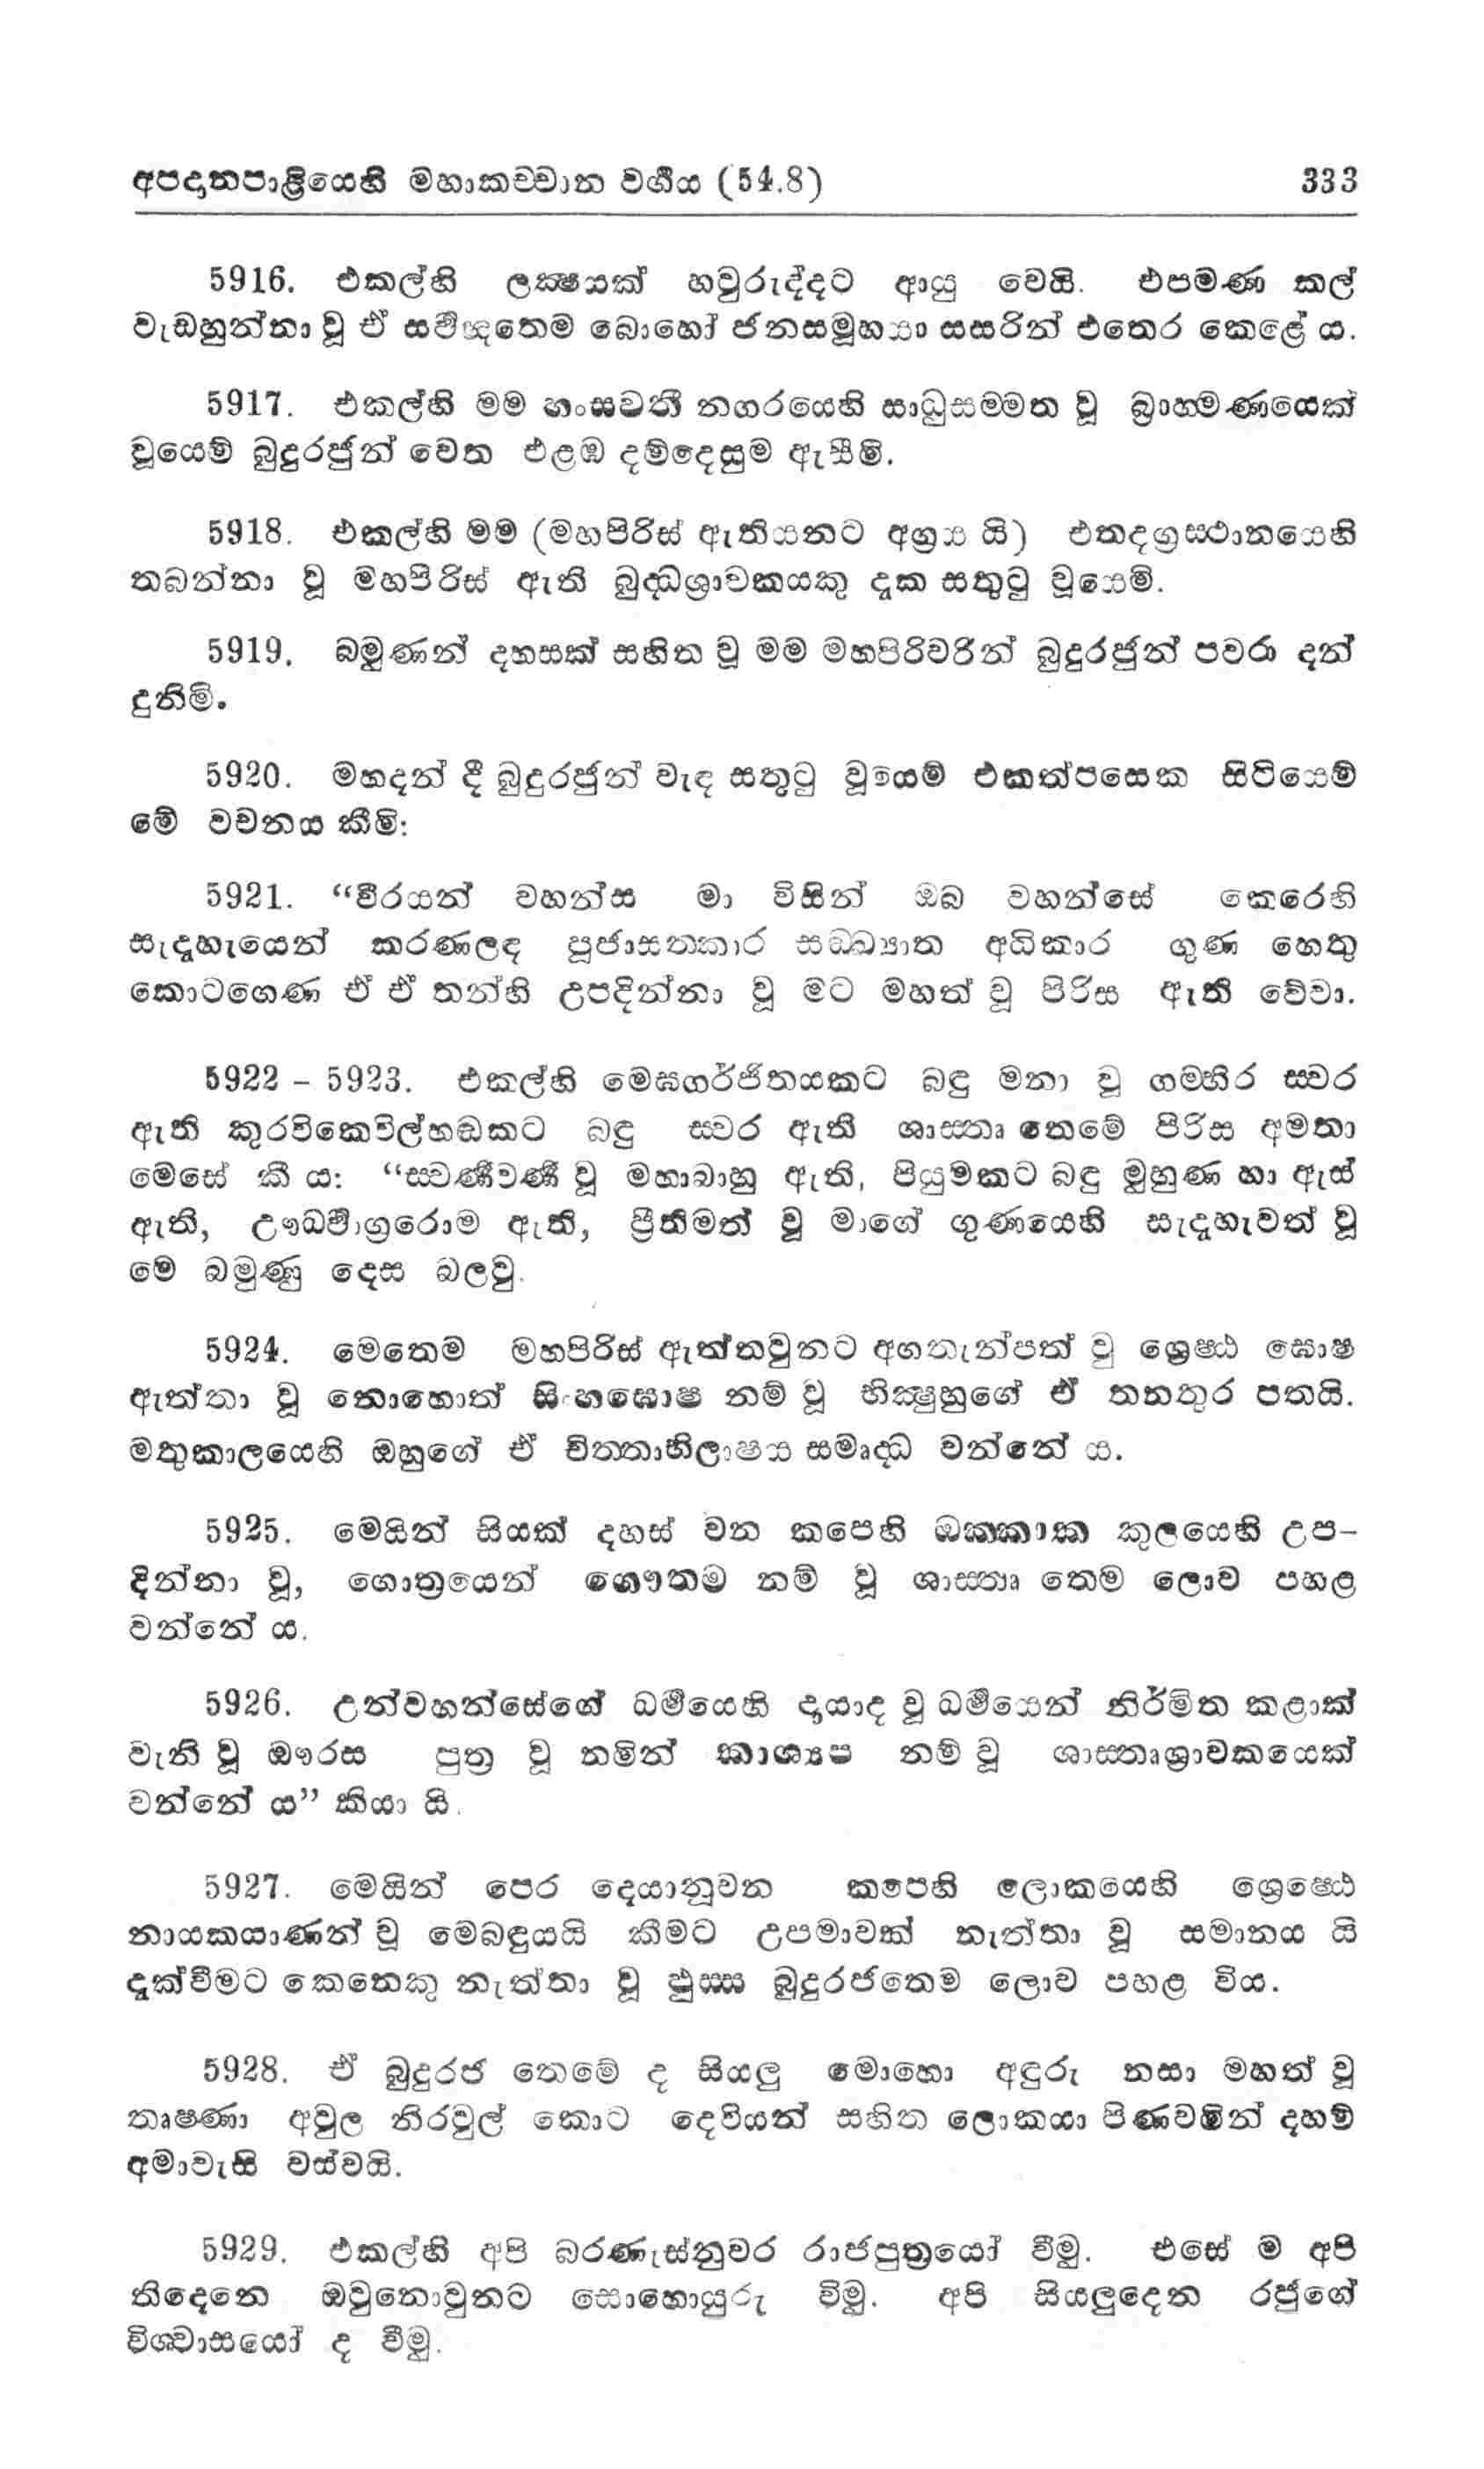 අපදානපාළියෙහි මහාකච්චාන වර්ගය (54.8) 333
5916. එකල්හි ලක්ෂයක් හවුරුද්දට ආයු වෙයි. එපමණ කල්
වැඩහුන්නා වූ ඒ සර්වඥතෙම බොහෝ ජනසමූහයා සසරින් එතෙර කෙළේ ය.
5917. එකල්හි මම හංසවතී නගරයෙහි සාධුසම්මත වූ බ්‍රාහ්මණයෙක්
වූයෙම් බුදුරජුන් වෙත එළඹ දම්දෙසුම ඇසීමි.
5918. එකල්හි මම (මහපිරිස් ඇතියනට අග්‍රය යි) එතදග්‍රස්ථානයෙහි
තබන්නා වූ මහපිරිස් ඇති බුද්ධශ්‍රාවකයකු දැක සතුටු වූයෙමි.
5919. බමුණන් දහසක් සහිත වූ මම මහපිරිවරින් බුදුරජුන් පවරා දන්
දුනිමි.
5920. මහදන් දී බුදුරජුන් වැඳ සතුටු වූයෙම් එකත්පසෙක සිටියෙම්
මේ වචනය කීමි:
5921. “වීරයන් වහන්ස මා විසින් ඔබ වහන්සේ කෙරෙහි
සැදැහැයෙන් කරණලද පූජාසත්කාර සඞ්ඛ්‍යාත අධිකාර ගුණ හෙතු
කොටගෙණ ඒ ඒ තන්හි උපදින්නා වූ මට මහත් වූ පිරිස ඇති වේවා.
5922 – 5923. එකල්හි මෙඝගර්ජිතයකට බඳු මනා වූ ගම්භීර ස්වර
ඇති කුරවිකෙවිල්හඬකට බඳු ස්වර ඇති ශාස්තෘ තෙමේ පිරිස අමතා
මෙසේ කී ය: “ස්වර්ණවර්ණ වූ මහාබාහු ඇති, පියුමකට බඳු මුහුණ හා ඇස්
ඇති, උෟර්ධ්වාග්‍රරොම ඇති, ප්‍රීතිමත් වූ මාගේ ගුණයෙහි සැදැහැවත් වූ
මේ බමුණු දෙස බලවු.
5924. මෙතෙම මහපිරිස් ඇත්තවුනට අගතැන්පත් වූ ශ්‍රෙෂ්ඨ ඝොෂ
ඇත්තා වූ නොහොත් සිංහඝොෂ නම් වූ භික්ෂුහුගේ ඒ තනතුර පතයි.
මතුකාලයෙහි ඔහුගේ ඒ චිත්තාභිලාෂය සමෘද්ධ වන්නේ ය.
5925. මෙයින් සියක් දහස් වන කපෙහි ඔක්කාක කුලයෙහි උප-
දින්නා වූ, ගොත්‍රයෙන් ගෞතම නම් වූ ශාස්තෘ තෙම ලොව පහළ
වන්නේ ය.
5926. උන්වහන්සේගේ ධර්මයෙහි දායාද වූ ධර්මයෙන් නිර්මිත කළාක්
වැනි වූ ඖරස පුත්‍ර වූ නමින් කාශ්‍යප නම් වූ ශාස්තෘශ්‍රාවකයෙක්
වන්නේ ය” කියා යි.
5927. මෙයින් පෙර දෙයානූවන කපෙහි ලොකයෙහි ශ්‍රෙෂ්ඨෙ
නායකයාණන් වූ මෙබඳුයයි කීමට උපමාවක් නැත්තා වූ සමානය යි
දැක්වීමට කෙනෙකු නැත්තා වූ ඵුස්ස බුදුරජතෙම ලොව පහළ විය.
5928. ඒ බුදුරජ තෙමේ ද සියලු මොහො අඳුරු නසා මහත් වූ
තෘෂ්ණා අවුල නිරවුල් කොට දෙවියන් සහිත ලොකයා පිණවමින් දහම්
අමාවැසි වස්වයි.
5929. එකල්හි අපි බරණැස්නුවර රාජපුත්‍රයෝ වීමු. එසේ ම අපි
තිදෙනෙ ඔවුනොවුනට සොහොයුරු වීමු. අපි සියලුදෙන රජුගේ
විශ්වාසයෝ ද වීමු.